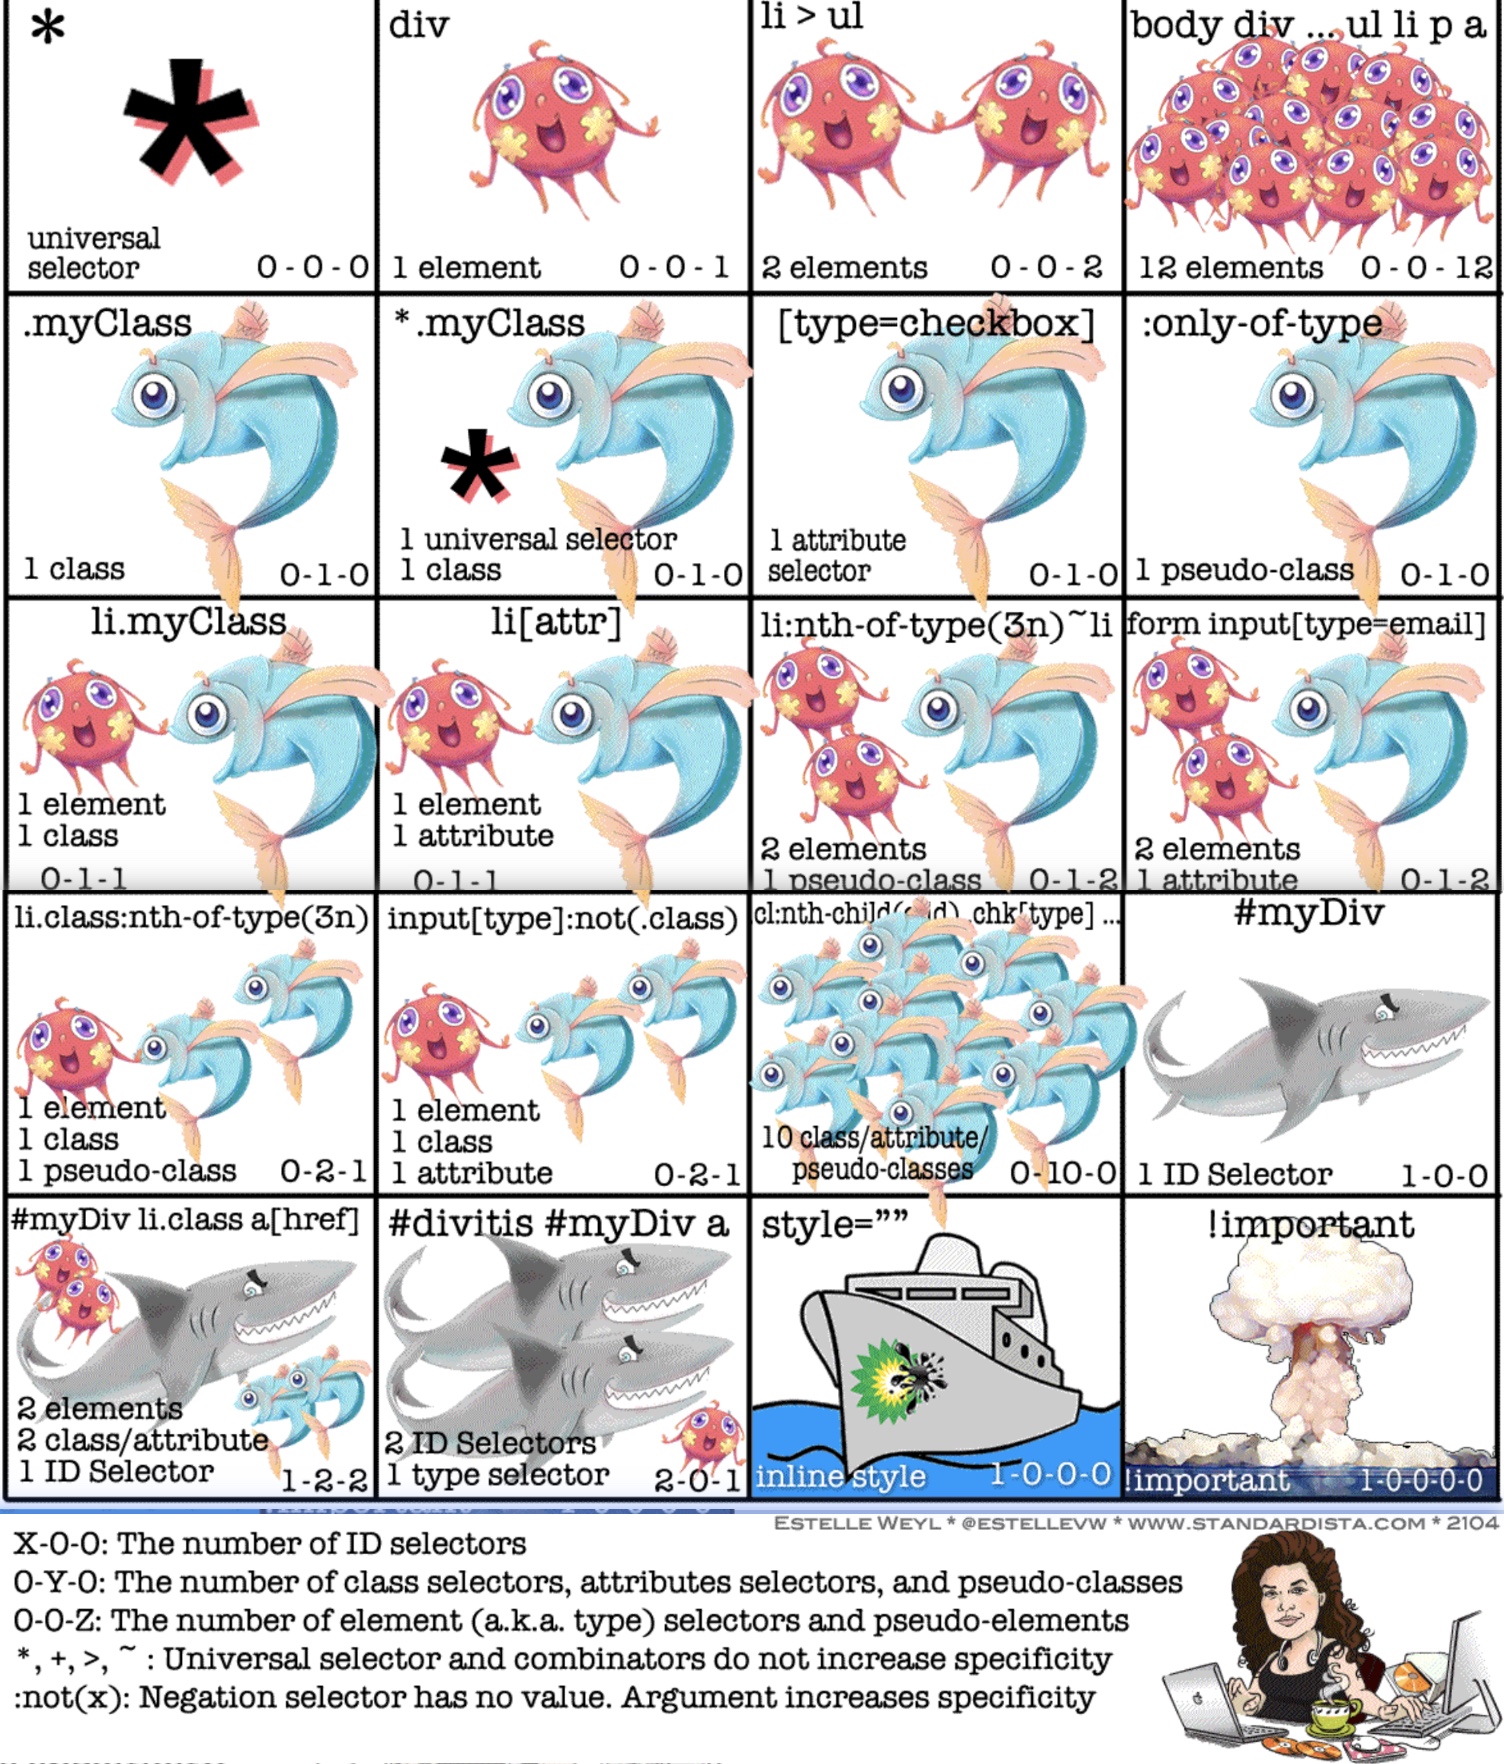 *
universal
selector
0-0-0
div
1 element
0-0-1
li > ul
2 elements
0-0-2
body div ... ul li p a
12 elements
0-0-12
.myClass
1 class
0-1-0
*.myClass
1 universal selector
1 class
0-1-0
[type=checkbox]
1 attribute
selector
0-1-0
:only-of-type
1 pseudo-class
0-1-0
li.myClass
1 element
1 class
0-1-1
li[attr]
1 element
1 attribute
0-1-1
li:nth-of-type(3n)~li
2 elements
1 pseudo-class
0-1-2
form input[type=email]
2 elements
1 attribute
0-1-2
li.class:nth-of-type(3n)
1 element
1 class
1 pseudo-class
0-2-1
input[type]:not(.class)
1 element
1 class
1 attribute
0-2-1
.chk[type] ...
10 class/attribute/
pseudo-classes
0-10-0
#myDiv
1 ID Selector
1-0-0
#myDiv li.class a[href]
2 elements
2 class/attribute
1 ID Selector
1-2-2
#divitis #myDiv a
2 ID Selectors
1 type selector
2-0-1
style=””
inline style
1-0-0-0
!important
!important
1-0-0-0-0
ESTELLE WEYL * @ESTELLEVW * WWW.STANDARDISTA.COM * 2104
X-0-0: The number of ID selectors
0-Y-0: The number of class selectors, attributes selectors, and pseudo-classes
0-0-Z: The number of element (a.k.a. type) selectors and pseudo-elements
*, +, >, ~ : Universal selector and combinators do not increase specificity
:not(x): Negation selector has no value. Argument increases specificity